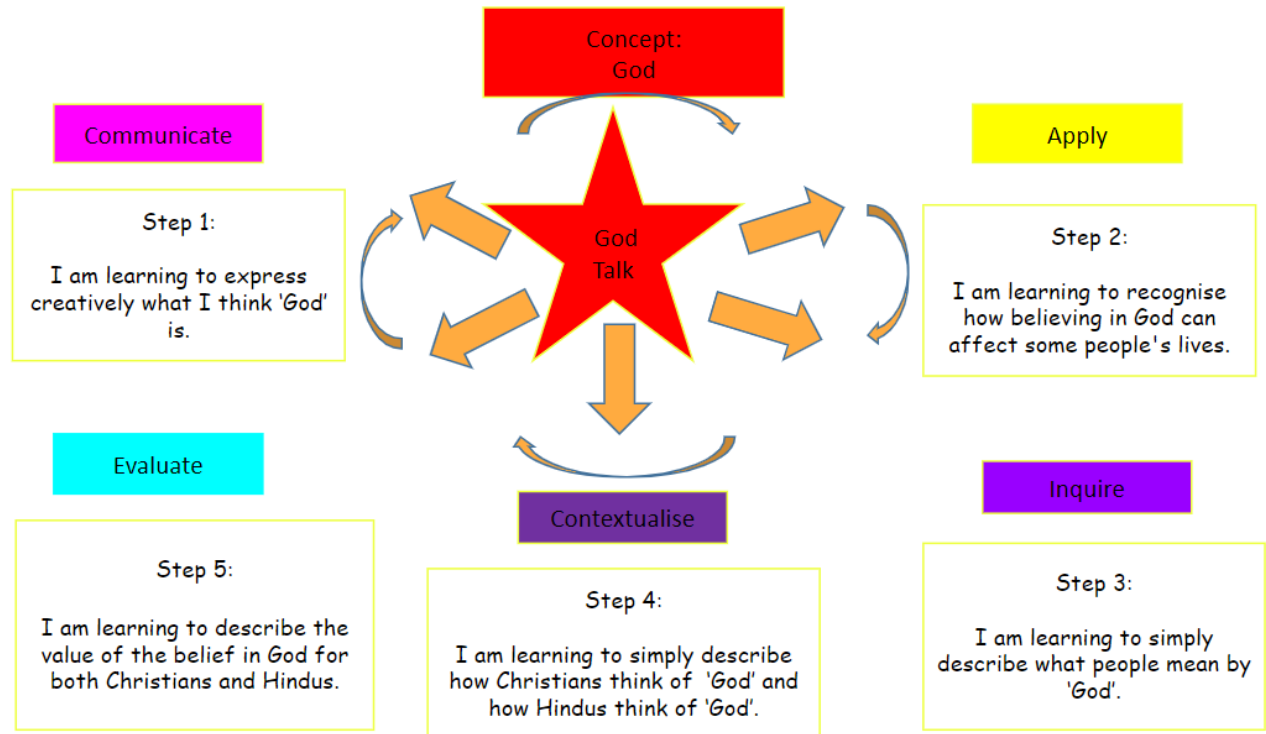 Concept:
God
Communicate
Step 1:
I am learning to express
creatively what I think ‘God’
is.
God
Talk
Apply
Step 2:
I am learning to recognise
how believing in God can
affect some people's lives.
Evaluate
Step 5:
I am learning to describe the
value of the belief in God for
both Christians and Hindus.
Contextualise
Step 4:
I am learning to simply describe
how Christians think of ‘God’ and
how Hindus think of ‘God’.
Inquire
Step 3:
I am learning to simply
describe what people mean by
‘God’.